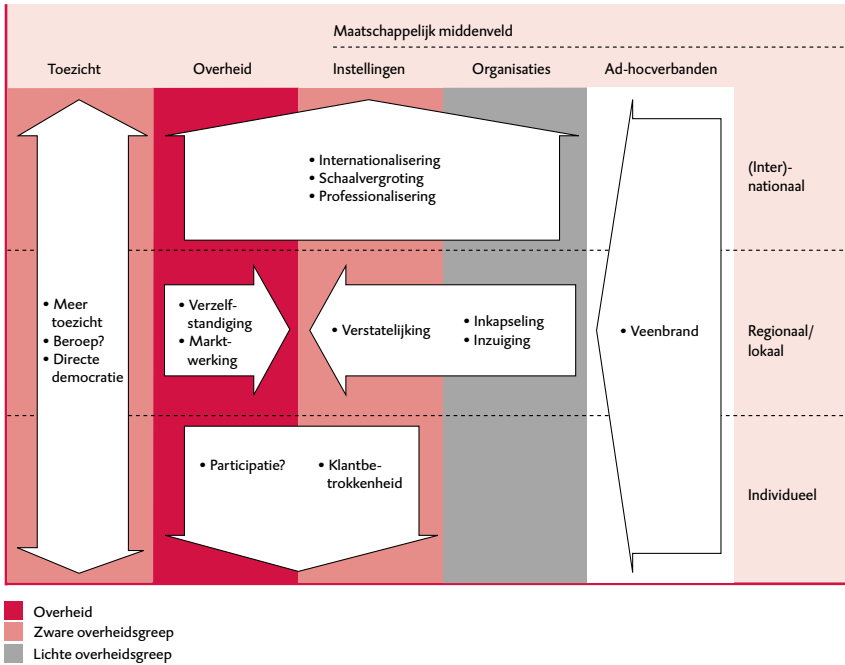 Maatschappelijk middenveld
Toezicht
Overheid
Instellingen
Organisaties
Ad-hocverbanden
• Internationalisering
• Schaalvergroting
• Professionalisering
(Inter)-
nationaal
• Meer
toezicht
• Beroep?
• Directe
democratie
• Verzelf-
standiging
• Markt-
werking
• Verstatelijking
• Inkapseling
• Inzuiging
• Veenbrand
Regionaal/
lokaal
• Participatie?
• Klantbe-
trokkenheid
Individueel
Overheid
Zware overheidsgreep
Lichte overheidsgreep